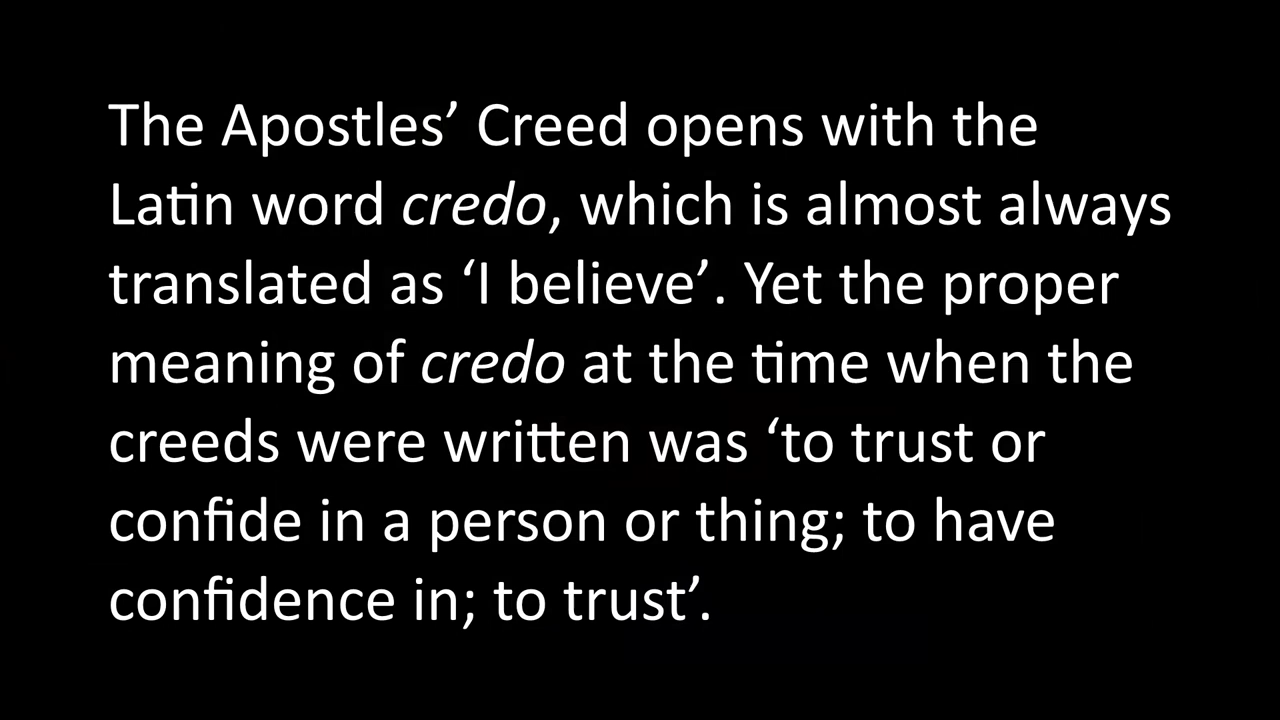 The Apostles’ Creed opens with the
Latin word credo, which is almost always
translated as ‘I believe’. Yet the proper
meaning of credo at the time when the
creeds were written was ‘to trust or
confide in a person or thing; to have
confidence in; to trust’.